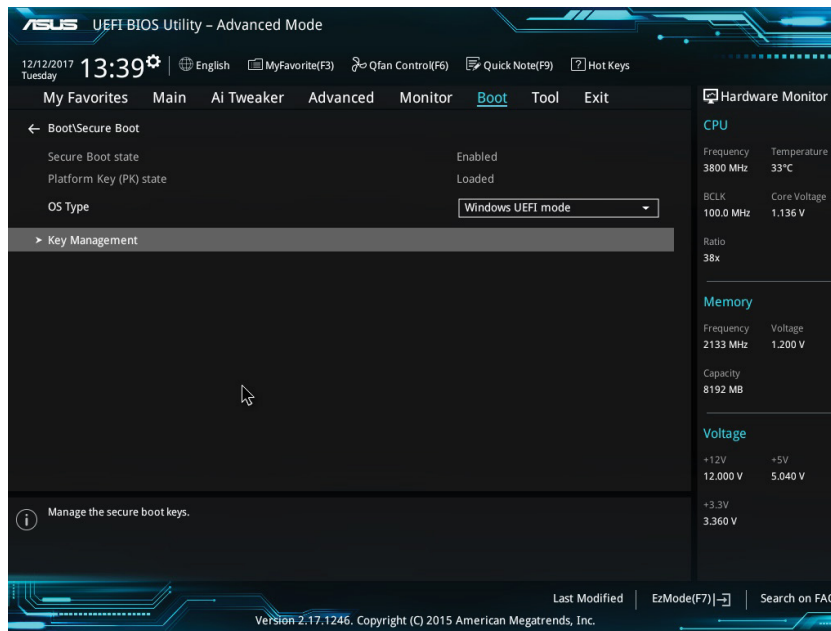 ASUS UEFI BIOS Utility – Advanced Mode
12/12/2017 Tuesday 13:39 English MyFavorite(F3) Qfan Control(F6) Quick Note(F9) ? Hot Keys
My Favorites Main Ai Tweaker Advanced Monitor Boot Tool Exit
← Boot\Secure Boot
Secure Boot state Enabled
Platform Key (PK) state Loaded
OS Type Windows UEFI mode
> Key Management
Manage the secure boot keys.
Hardware Monitor
CPU
Frequency Temperature
3800 MHz 33°C
BCLK Core Voltage
100.0 MHz 1.136 V
Ratio
38x
Memory
Frequency Voltage
2133 MHz 1.200 V
Capacity
8192 MB
Voltage
+12V +5V
12.000 V 5.040 V
+3.3V
3.360 V
Last Modified EzMode(F7) Search on FAQ
Version 2.17.1246. Copyright (C) 2015 American Megatrends, Inc.